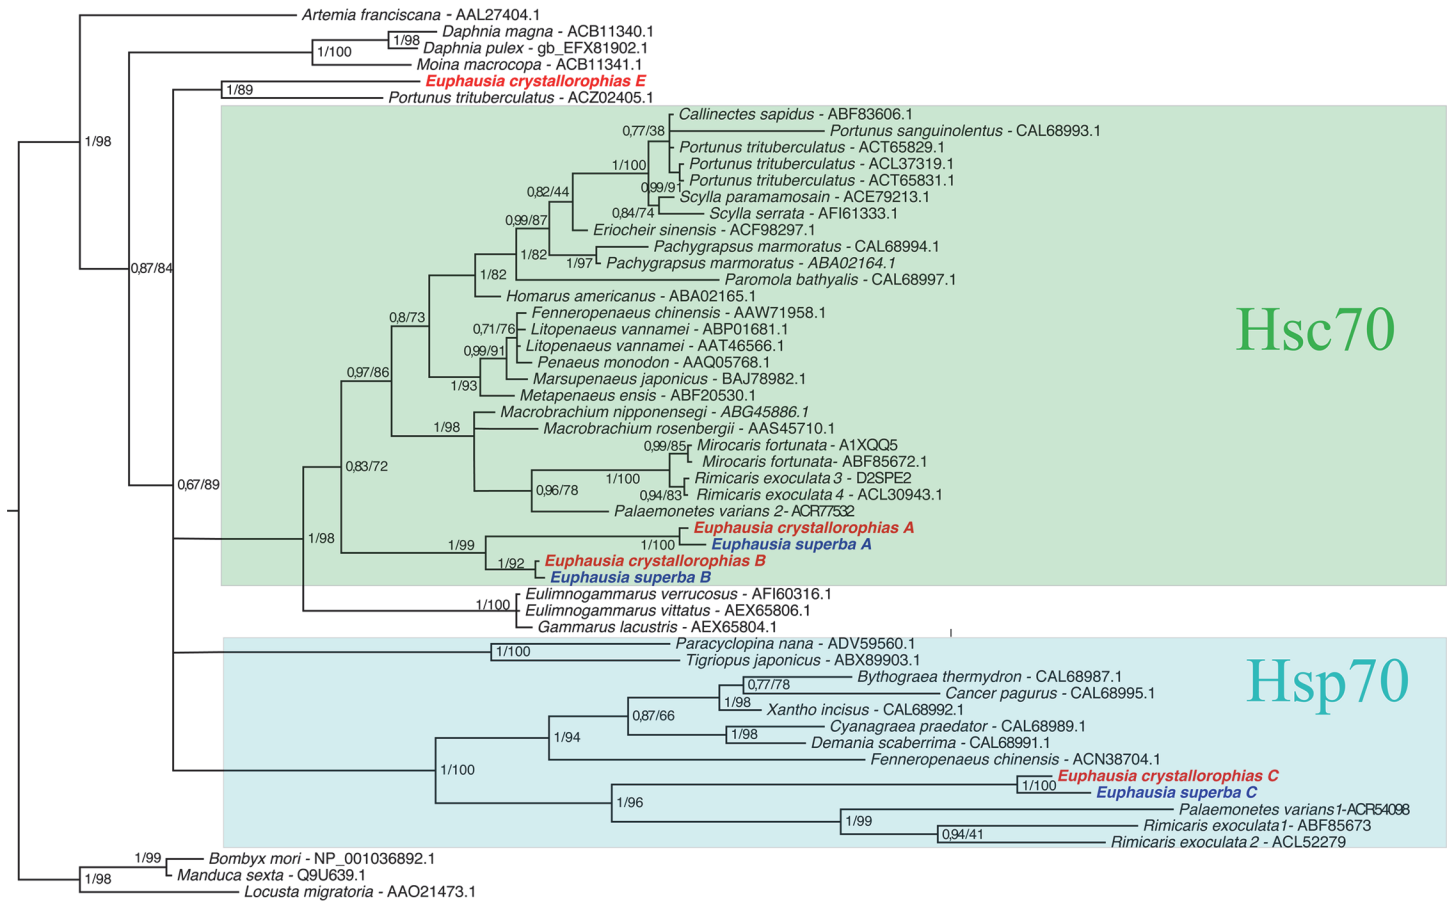 Artemia franciscana - AAL27404.1
Daphnia magna - ACB11340.1
1/98
Daphnia pulex - gb_EFX81902.1
1/100
Moina macrocopa - ACB11341.1
Euphausia crystallorophias E
1/89
Portunus trituberculatus - ACZ02405.1
Callinectes sapidus - ABF83606.1
0,77/38
Portunus sanguinolentus - CAL68993.1
1/98
Portunus trituberculatus - ACT65829.1
1/100
Portunus trituberculatus - ACL37319.1
Portunus trituberculatus - ACT65831.1
0,99/91
0,82/44
Scylla paramamosain - ACE79213.1
0,84/74
Scylla serrata - AFI61333.1
0,99/87
Eriocheir sinensis - ACF98297.1
Pachygrapsus marmoratus - CAL68994.1
1/82
1/97
Pachygrapsus marmoratus - ABA02164.1
0,87/84
1/82
Paromola bathyalis - CAL68997.1
Homarus americanus - ABA02165.1
Fenneropenaeus chinensis - AAW71958.1
0,8/73
0,71/76
Litopenaeus vannamei - ABP01681.1
Hsc70
Litopenaeus vannamei - AAT46566.1
0,99/91
Penaeus monodon - AAQ05768.1
0,97/86
Marsupenaeus japonicus - BAJ78982.1
1/93
Metapenaeus ensis - ABF20530.1
Macrobrachium nipponensegi - ABG45886.1
1/98
Macrobrachium rosenbergii - AAS45710.1
0,99/85
Mirocaris fortunata - A1XQQ5
Mirocaris fortunata- ABF85672.1
0,83/72
1/100
Rimicaris exoculata 3 - D2SPE2
0,67/89
0,96/78
0,94/83
Rimicaris exoculata 4 - ACL30943.1
Palaemonetes varians 2- ACR77532
Euphausia crystallorophias A
1/98
1/99
1/100
Euphausia superba A
1/92
Euphausia crystallorophias B
Euphausia superba B
Eulimnogammarus verrucosus - AFI60316.1
1/100
Eulimnogammarus vittatus - AEX65806.1
Gammarus lacustris - AEX65804.1
Paracyclopina nana - ADV59560.1
1/100
Tigriopus japonicus - ABX89903.1
Bythograea thermydron - CAL68987.1
Hsp70
0,77/78
Cancer pagurus - CAL68995.1
1/98
Xantho incisus - CAL68992.1
0,87/66
Cyanagraea praedator - CAL68989.1
1/94
1/98
Demania scaberrima - CAL68991.1
Fenneropenaeus chinensis - ACN38704.1
1/100
Euphausia crystallorophias C
1/100
Euphausia superba C
1/96
Palaemonetes varians1-ACR54098
1/99
Rimicaris exoculata1- ABF85673
0,94/41
Rimicaris exoculata 2 - ACL52279
1/99
Bombyx mori - NP_001036892.1
1/98
Manduca sexta - Q9U639.1
Locusta migratoria - AAO21473.1